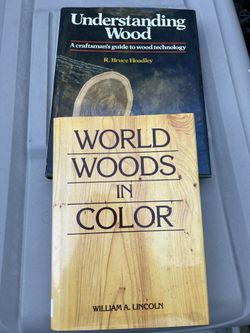 Understanding
Wood
A craftsman's guide to wood technology
R. Bruce Hoadley
WORLD
WOODS
IN
COLOR
WILLIAM A. LINCOLN